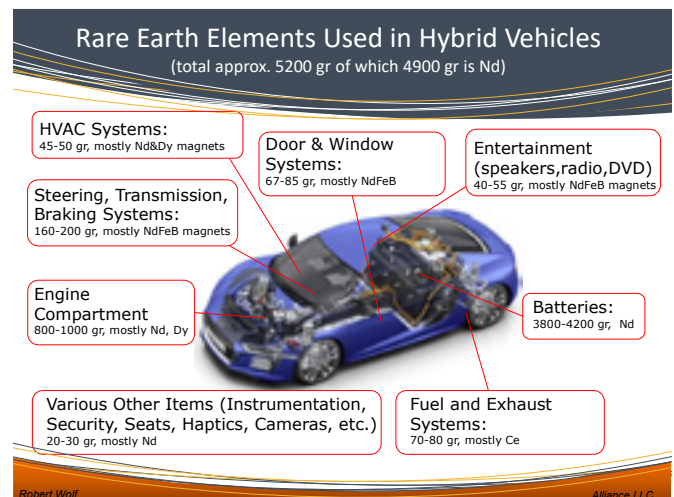 Rare Earth Elements Used in Hybrid Vehicles
(total approx. 5200 gr of which 4900 gr is Nd)
HVAC Systems:
45-50 gr, mostly Nd&Dy magnets
Door & Window
Systems:
67-85 gr, mostly NdFeB
Entertainment
(speakers,radio,DVD)
40-55 gr, mostly NdFeB magnets
Steering, Transmission,
Braking Systems:
160-200 gr, mostly NdFeB magnets
Engine
Compartment
800-1000 gr, mostly Nd, Dy
Batteries:
3800-4200 gr, Nd
Various Other Items (Instrumentation,
Security, Seats, Haptics, Cameras, etc.)
20-30 gr, mostly Nd
Fuel and Exhaust
Systems:
70-80 gr, mostly Ce
Robert Wolf
Alliance LLC